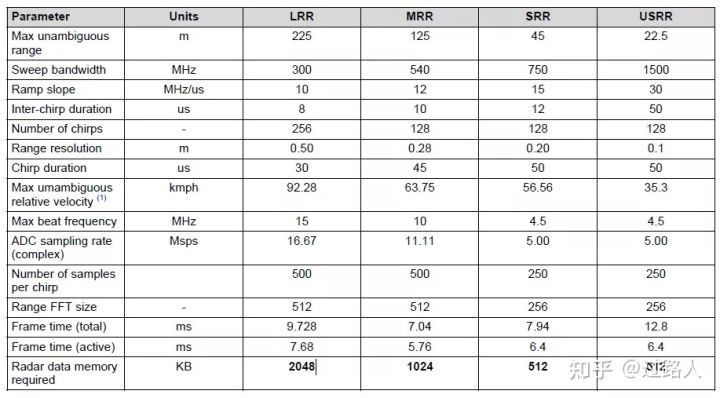 Parameter Units LRR MRR SRR USRR
Max unambiguous m 225 125 45 22.5
range
Sweep bandwidth MHz 300 540 750 1500
Ramp slope MHz/us 10 12 15 30
Inter-chirp duration us 8 10 12 50
Number of chirps - 256 128 128 128
Range resolution m 0.50 0.28 0.20 0.1
Chirp duration us 30 45 50 50
Max umambiguous kmph 92.28 63.75 56.56 35.3
relative velocity (1)
Max beat frequency MHz 15 10 4.5 4.5
ADC sampling rate Msps 16.67 11.11 5.00 5.00
(complex)
Number of samples 500 500 250 250
per chirp
Range FFT size - 512 512 256 256
Frame time (total) ms 9.728 7.04 7.94 12.8
Frame time (active) ms 7.68 5.76 6.4 6.4
Radar data memory KB 2048 1024 512 512
required
知乎 @过路人